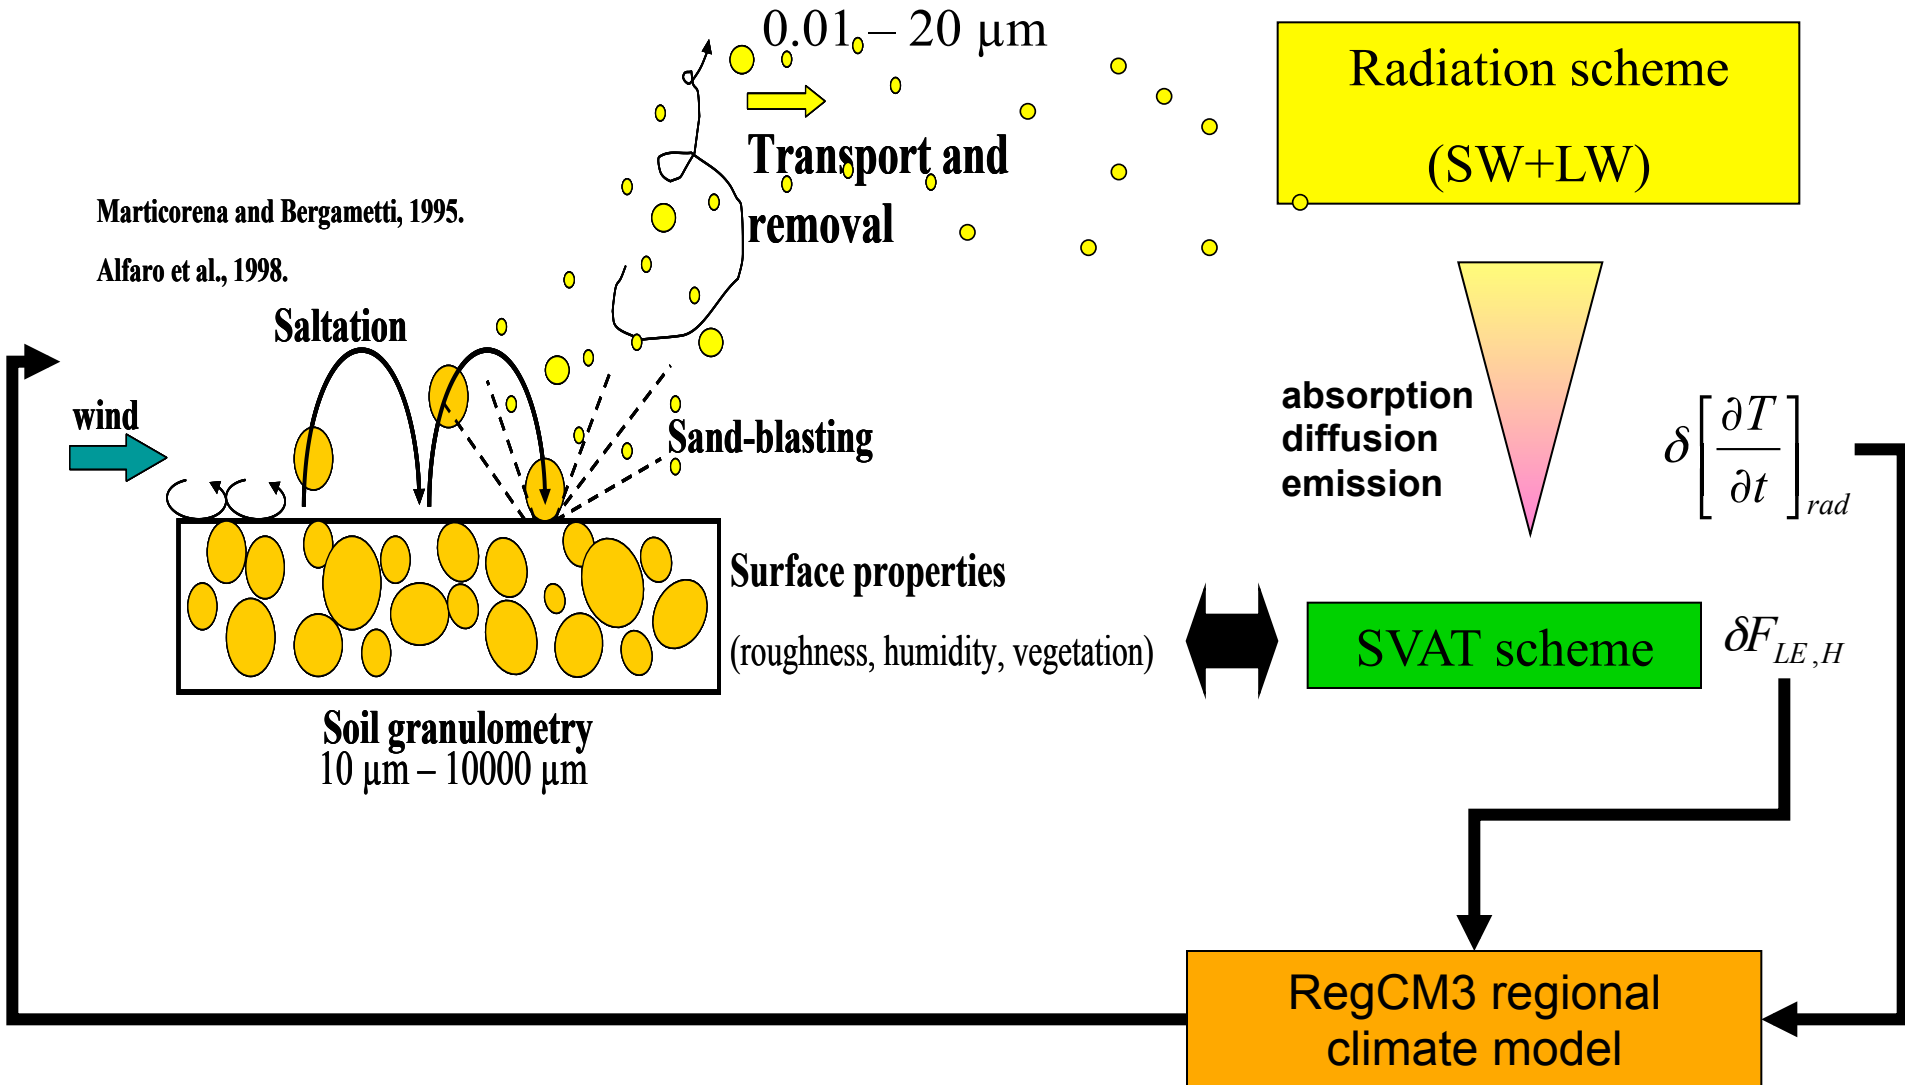 0.01 – 20 µm
Radiation scheme
(SW+LW)
Transport and
removal
Marticorena and Bergametti, 1995.
Alfaro et al., 1998.
Saltation
wind
Sand-blasting
absorption
diffusion
emission
δ[∂T/∂t]rad
Surface properties
(roughness, humidity, vegetation)
SVAT scheme
δF LE,H
Soil granulometry
10 µm – 10000 µm
RegCM3 regional
climate model